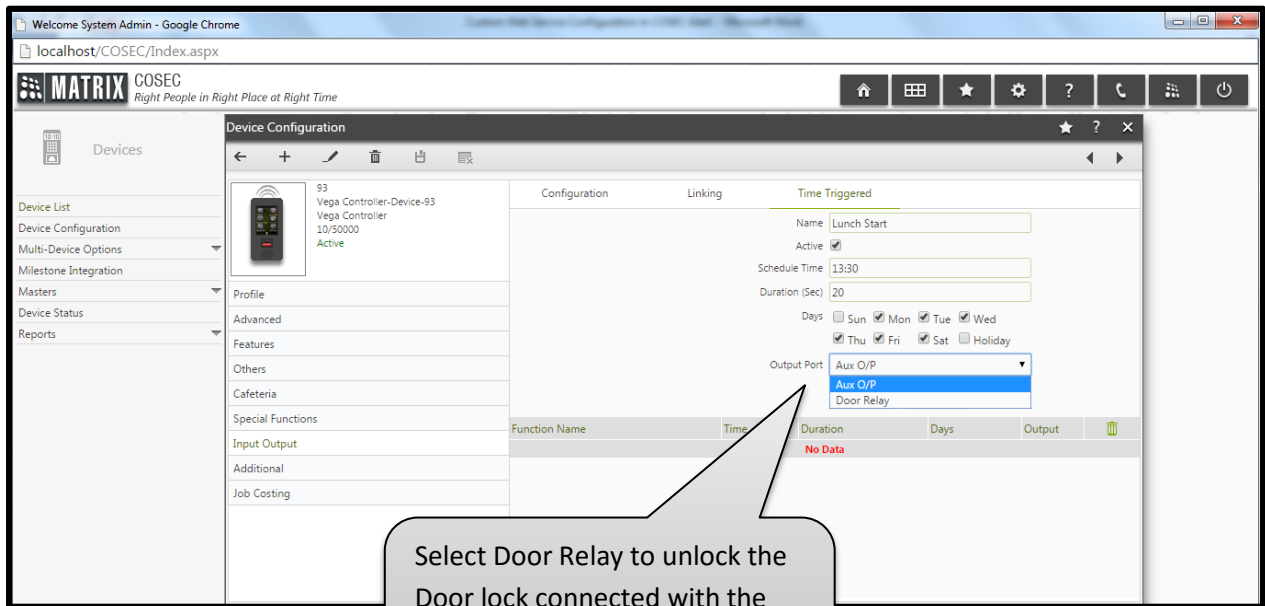 Welcome System Admin - Google Chrome
localhost/COSEC/Index.aspx
MATRIX COSEC
Right People in Right Place at Right Time
?
Devices
Device Configuration
? ×
Device List
Device Configuration
Multi-Device Options
Milestone Integration
Masters
Device Status
Reports
93
Vega Controller-Device-93
Vega Controller
10/50000
Active
Profile
Advanced
Features
Others
Cafeteria
Special Functions
Input Output
Additional
Job Costing
Configuration Linking Time Triggered
Name Lunch Start
Active
Schedule Time 13:30
Duration (Sec) 20
Days Sun Mon Tue Wed
Thu Fri Sat Holiday
Output Port Aux O/P
Aux O/P
Door Relay
Function Name Time Duration Days Output
No Data
Select Door Relay to unlock the
Door lock connected with the